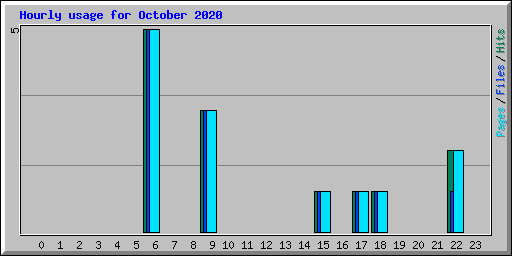 Hourly usage for October 2020
5
Pages/Files/Hits
0 1 2 3 4 5 6 7 8 9 10 11 12 13 14 15 16 17 18 19 20 21 22 23